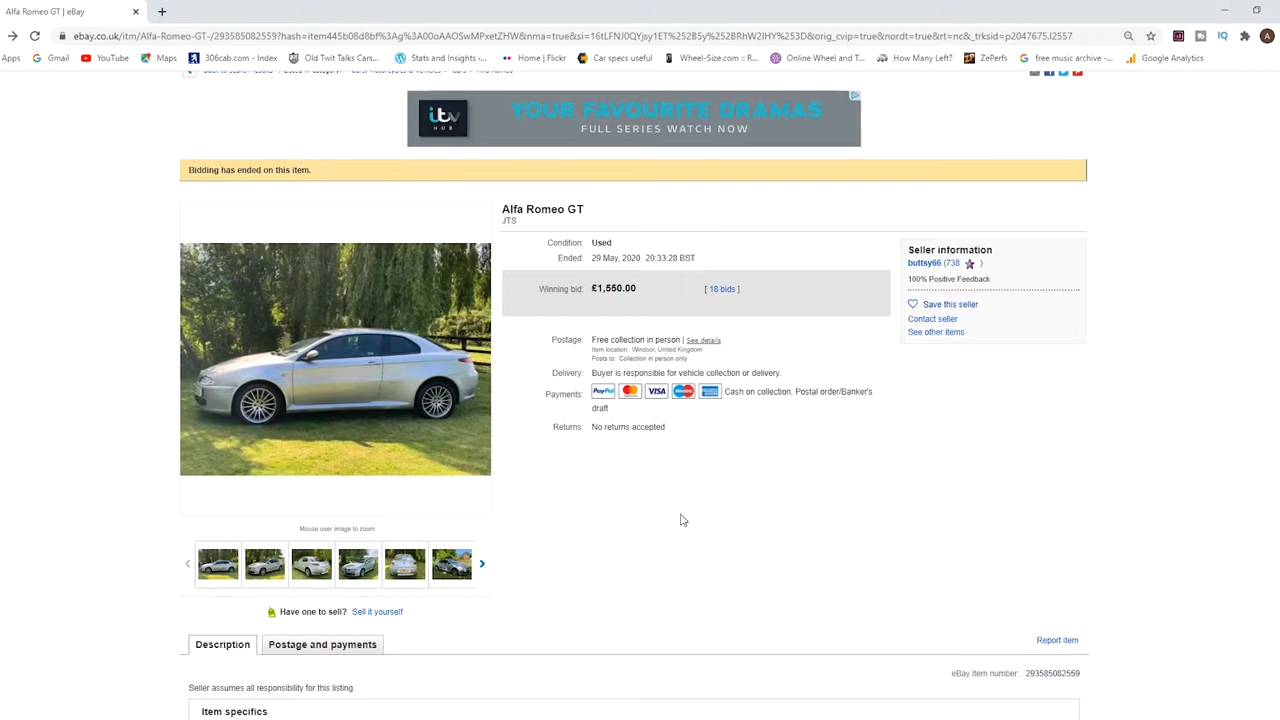 Alfa Romeo GT | eBay
ebay.co.uk/itm/Alfa-Romeo-GT-/293585082559?hash=item445b08d8bf%3Ag%3A00oAAOSwMPxetZHW&nma=true&si=16tLFNJ0QYjsy1ET%252B5y%252BRhW2IHY%253D&orig_cvip=true&nordt=true&rt=nc&_trksid=p2047675.l2557
A
Apps Gmail YouTube Maps 306cab.com - Index Old Twit Talks Cars... Stats and Insights -... Home | Flickr Car specs useful Wheel-Size.com :: R... Online Wheel and T... How Many Left? ZePerfs free music archive -... Google Analytics
itv HUB
YOUR FAVOURITE DRAMAS
FULL SERIES WATCH NOW
Bidding has ended on this item.
Alfa Romeo GT
JTS
Condition: Used
Ended: 29 May, 2020 20:33:28 BST
Winning bid: £1,550.00 [ 18 bids ]
Postage: Free collection in person | See details
Item location: Windsor, United Kingdom
Posts to: Collection in person only
Delivery: Buyer is responsible for vehicle collection or delivery.
Payments: PayPal VISA Cash on collection, Postal order/Banker's
draft
Returns: No returns accepted
Seller information
buttsy66 (738 )
100% Positive Feedback
Save this seller
Contact seller
See other items
Mouse over image to zoom
Have one to sell? Sell it yourself
Description Postage and payments
Report item
eBay item number: 293585082559
Seller assumes all responsibility for this listing.
Item specifics